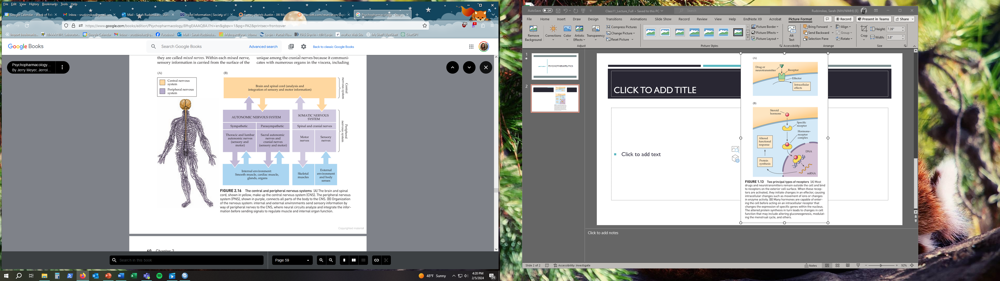 File Edit View History Bookmarks Tools Help
Google Calendar - Week of Feb
Inbox - srudzinskas@gmail.co
Mail - Sarah Rudzinskas - Outl
Hotel Information | Society of B
Luxury Hotels Austin - JW Ma
marriott.com/reservation/expi
Psychopharmacology - Google
https://www.google.com/books/edition/Psychopharmacology/8fhgEAAAQBAJ?hl=en&gbpv=1&pg=PA2&printsec=frontcover
80
1
Import bookmarks...
NIAAA/NIH, Laborator...
Google Calendar
Inbox - srudzinskas@g...
Facebook
Mail - Sarah Rudzinska...
MyImpactPage - Home
Login - Partek Flow
ITAS Sign In - NIH Login
myPay Web Site
My Shelf | RedShelf
ChatGPT
Google Books
Search Google Books
Advanced search
Back to classic Google Books
Psychopharmacology...
By Jerry Meyer, Jerrol...
they are called mixed nerves. Within each mixed nerve,
sensory information is carried from the surface of the
unique among the cranial nerves because it communi-
cates with numerous organs in the viscera, including
(A)
Central nervous
system
Peripheral nervous
system
(B)
Brain and spinal cord (analysis and
integration of sensory and motor information)
Central
nervous system
AUTONOMIC NERVOUS SYSTEM
SOMATIC NERVOUS
SYSTEM
Sympathetic
Parasympathetic
Spinal and cranial nerves
Thoracic and lumbar
autonomic nerves
(sensory and
motor)
Sacral autonomic
nerves and
cranial nerves
(sensory and motor)
Motor
nerves
Sensory
nerves
Peripheral
nervous system
Internal environment:
Smooth muscle, cardiac muscle,
glands, organs
Skeletal
muscles
External
environment
and body
senses
FIGURE 2.16 The central and peripheral nervous systems (A) The brain and spinal
cord, shown in yellow, make up the central nervous system (CNS). The peripheral nervous
system (PNS), shown in purple, connects all parts of the body to the CNS. (B) Organization
of the nervous system: internal and external environments send sensory information by
way of peripheral nerves to the CNS, where neural circuits analyze and integrate the infor-
mation before sending signals to regulate muscle and internal organ function.
Copyrighted material
60 Chapter 2
Search in this book
Page 59
48°F Sunny
4:20 PM
2/5/2024
26
AutoSave Off
Class11_Lecture_Full • Saved to this PC
Search
Rudzinskas, Sarah (NIH/NIMH) [E]
File Home Insert Draw Design Transitions Animations Slide Show Record Review View Help EndNote X9 Acrobat Picture Format
Record
Present in Teams
Share
Remove
Background
Corrections
Color
Artistic
Effects
Transparency
Compress Pictures
Change Picture
Reset Picture
Adjust
Picture Styles
Picture Border
Picture Effects
Picture Layout
Alt
Text
Accessibility
Bring Forward
Send Backward
Selection Pane
Align
Group
Rotate
Arrange
Crop
Height: 7.39"
Width: 3.8"
Size
1
LECTURE 1
PSYCHOTHERAPEUTICS
2
CLICK TO ADD TITLE
Click to add text
(A)
Drug or
neurotransmitter
Receptor
Effector
Intracellular
effects
(B)
Steroid
hormone
Specific
receptor
Hormone–
receptor
complex
Altered
functional
response
DNA
Protein
synthesis
mRNA
FIGURE 1.13 Two principal types of receptors (A) Most
drugs and neurotransmitters remain outside the cell and bind
to receptors on the exterior cell surface. When these recep-
tors are activated, they initiate changes in an effector, causing
intracellular changes such as movement of ions or changes
in enzyme activity. (B) Many hormones are capable of enter-
ing the cell before acting on an intracellular receptor that
changes the expression of specific genes within the nucleus.
The altered protein synthesis in turn leads to changes in cell
function that may include altering gluconeogenesis, modulat-
ing the menstrual cycle, and others.
Click to add notes
Slide 2 of 2
Accessibility: Investigate
Notes
92%